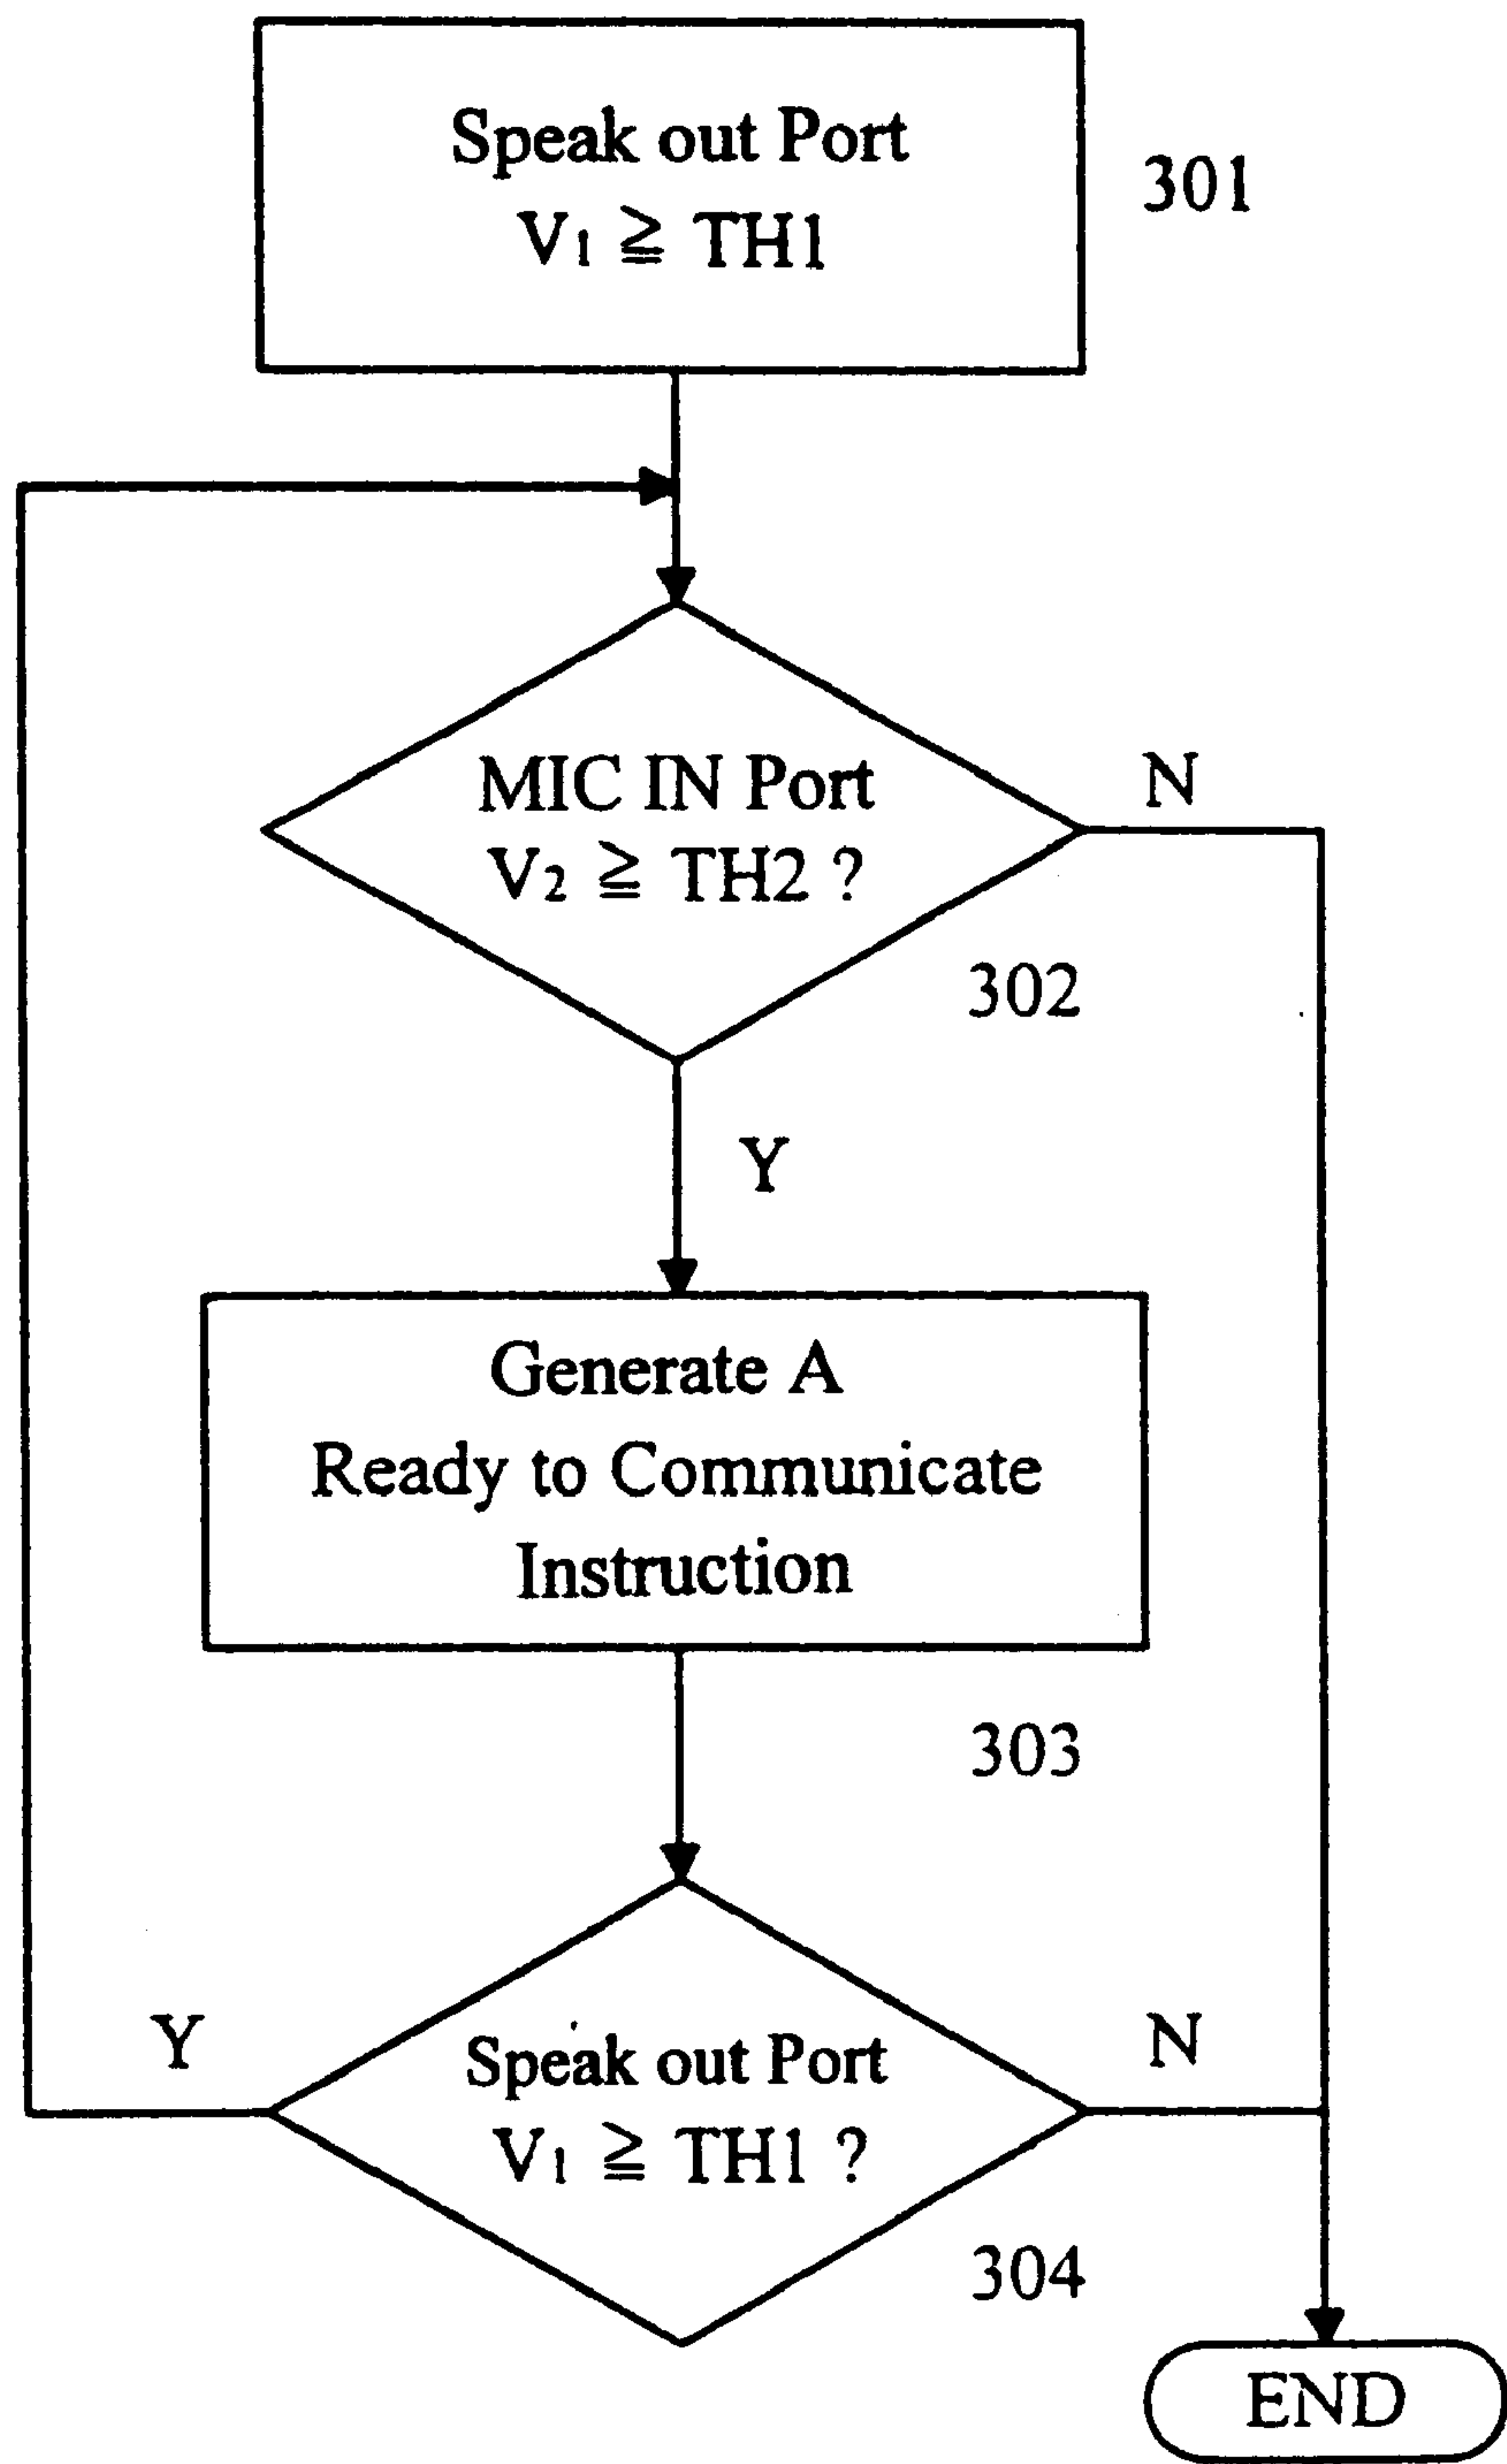 Speak out Port
V₁ ≧ TH1
301
MIC IN Port
V₂ ≧ TH2 ?
N
302
Y
Generate A
Ready to Communicate
Instruction
303
Y
Speak out Port
V₁ ≧ TH1 ?
N
304
END